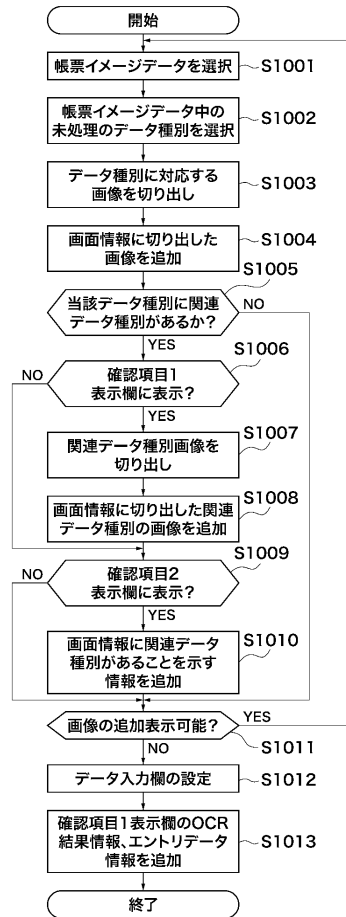 開始
帳票イメージデータを選択
S1001
帳票イメージデータ中の
未処理のデータ種別を選択
S1002
データ種別に対応する
画像を切り出し
S1003
画面情報に切り出した
画像を追加
S1004
S1005
当該データ種別に関連
データ種別があるか？
NO
YES
S1006
NO
確認項目1
表示欄に表示？
YES
S1007
関連データ種別画像を
切り出し
S1008
画面情報に切り出した関連
データ種別の画像を追加
S1009
NO
確認項目2
表示欄に表示？
YES
S1010
画面情報に関連データ
種別があることを示す
情報を追加
画像の追加表示可能？
YES
S1011
NO
データ入力欄の設定
S1012
確認項目1表示欄のOCR
結果情報、エントリデータ
情報を追加
S1013
終了